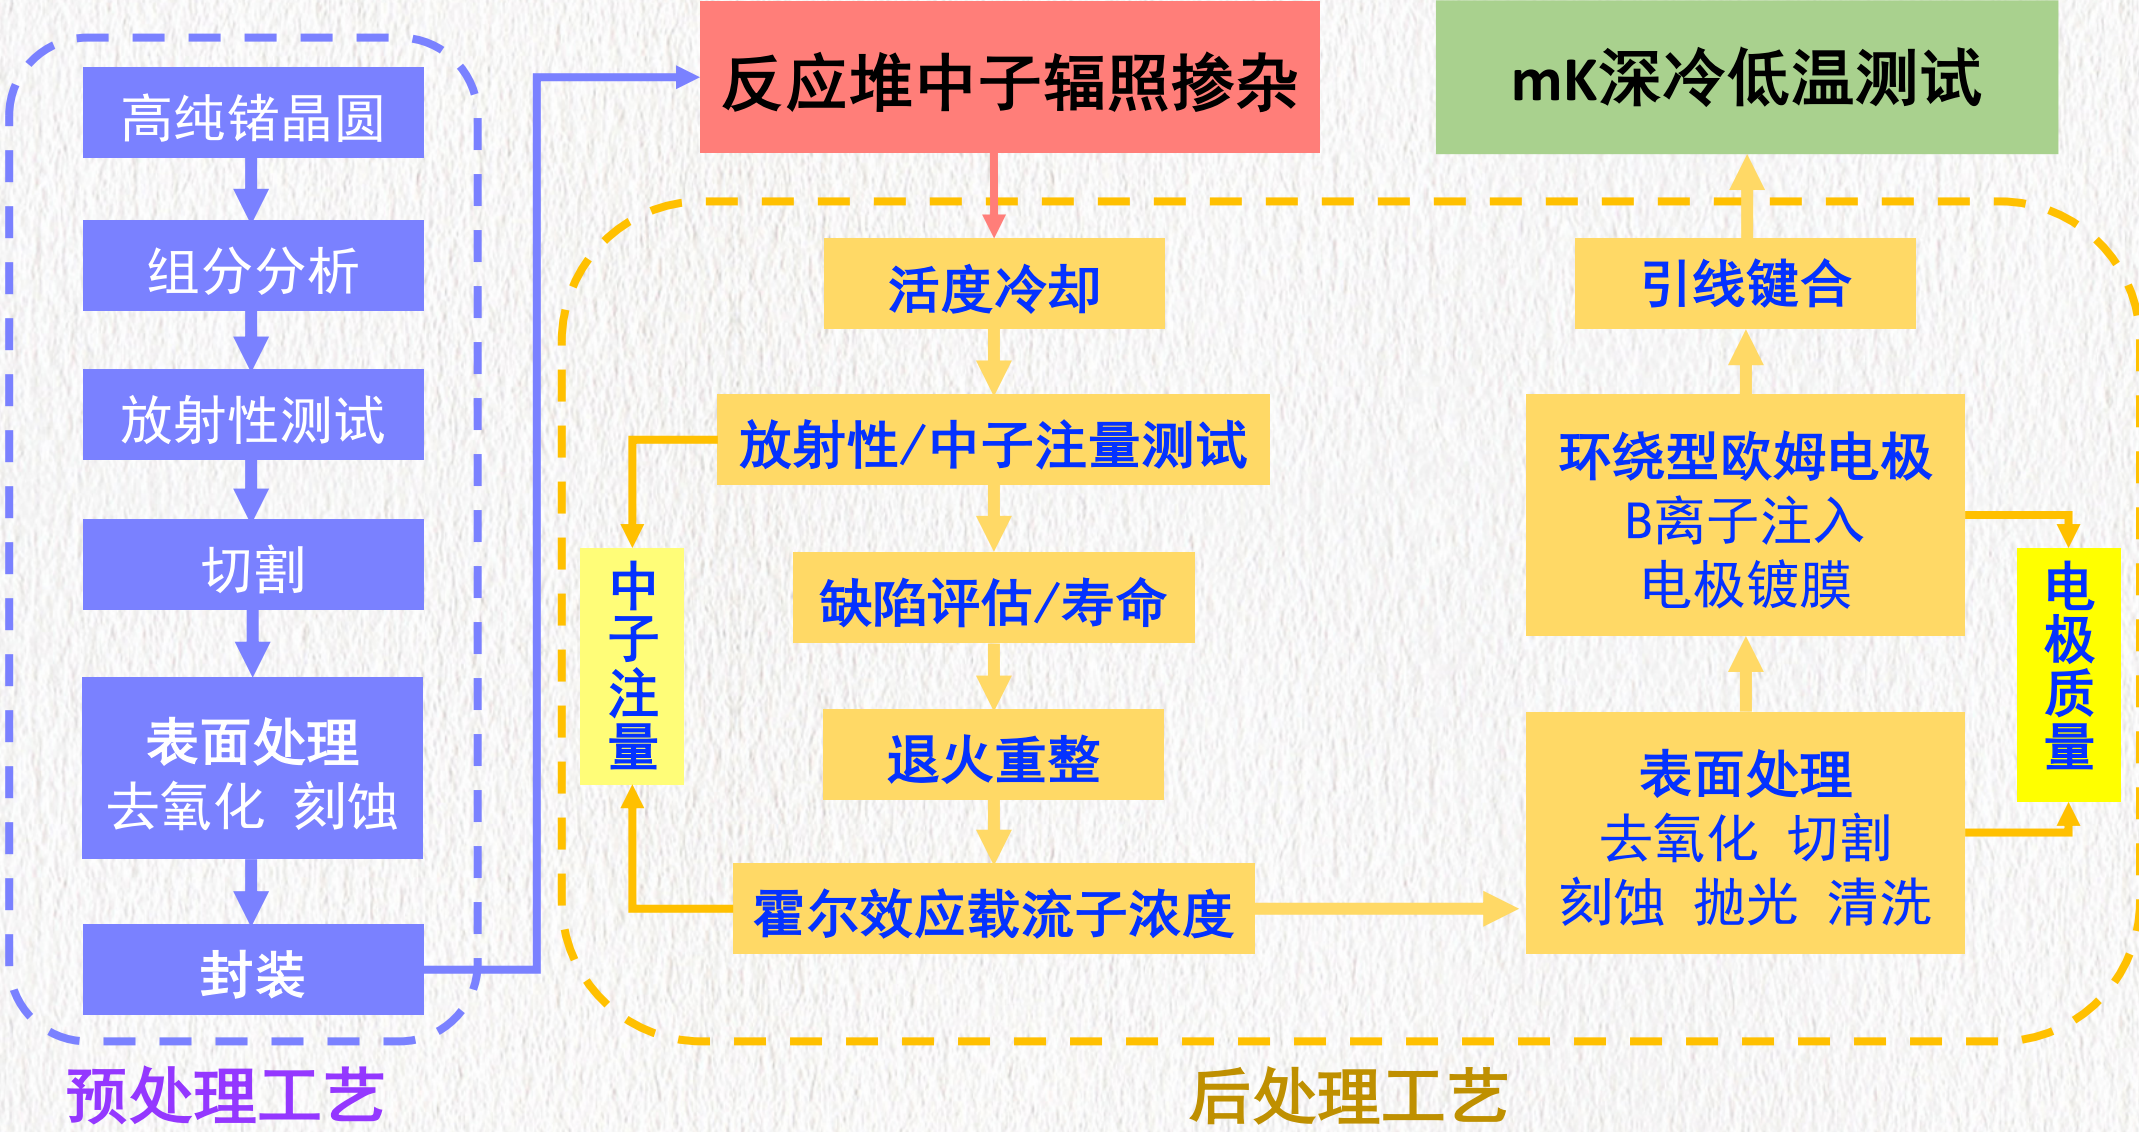 高纯锗晶圆
组分分析
放射性测试
切割
表面处理
去氧化 刻蚀
封装
预处理工艺
反应堆中子辐照掺杂
活度冷却
放射性/中子注量测试
中子注量
缺陷评估/寿命
退火重整
霍尔效应载流子浓度
表面处理
去氧化 切割
刻蚀 抛光 清洗
环绕型欧姆电极
B离子注入
电极镀膜
电极质量
引线键合
mK深冷低温测试
后处理工艺